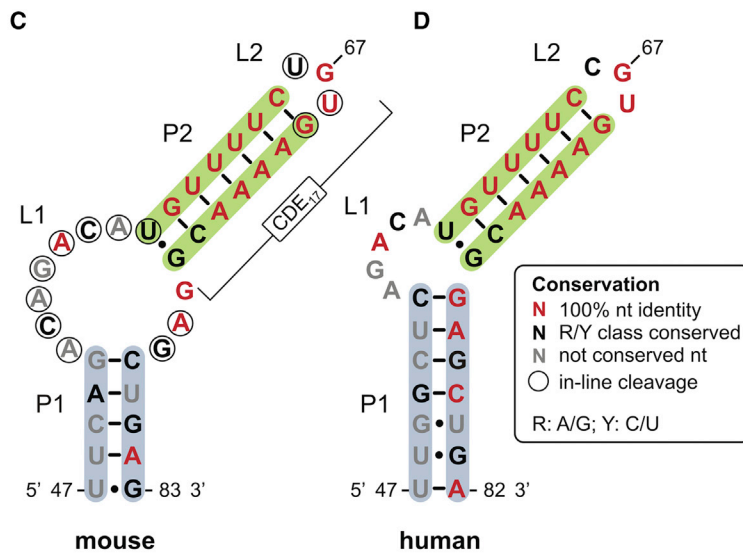 C
L2
67
U G
U
P2
U G U U U U C
G A A A A C G
CDE17
L1
A C A G A C A
G
A
G
P1
G C
A U
C G
U A
5' 47 U G 83 3'
mouse
D
L2
67
C G
U
P2
U G U U U U C
G A A A A C G
L1
A G A C A
P1
C G
U A
C G
G C
G U
U G
5' 47 U A 82 3'
human
Conservation
N 100% nt identity
N R/Y class conserved
N not conserved nt
in-line cleavage
R: A/G; Y: C/U